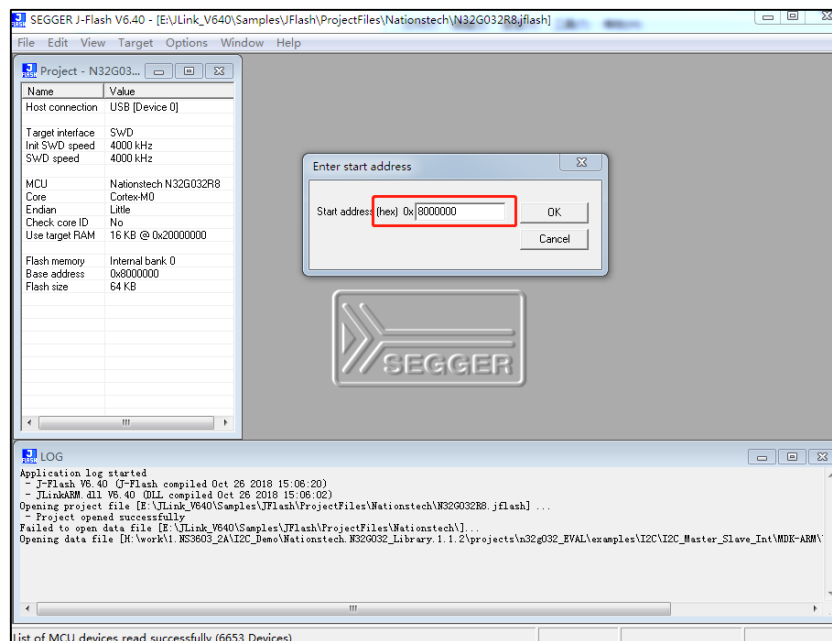 SEGGER J-Flash V6.40 - [E:\JLink_V640\Samples\JFlash\ProjectFiles\Nationstech\N32G032R8.jflash]
File Edit View Target Options Window Help
Project - N32G03...
Name Value
Host connection USB [Device 0]
Target interface SWD
Init SWD speed 4000 kHz
SWD speed 4000 kHz
MCU Nationstech N32G032R8
Core Cortex-M0
Endian Little
Check core ID No
Use target RAM 16 KB @ 0x20000000
Flash memory Internal bank 0
Base address 0x8000000
Flash size 64 KB
Enter start address
Start address (hex) 0x 8000000
OK
Cancel
SEGGER
LOG
Application log started
- J-Flash V6.40 (J-Flash compiled Oct 26 2018 15:06:20)
- JLinkARM.dll V6.40 (DLL compiled Oct 26 2018 15:06:02)
Opening project file [E:\JLink_V640\Samples\JFlash\ProjectFiles\Nationstech\N32G032R8.jflash] ...
- Project opened successfully
Failed to open data file [E:\JLink_V640\Samples\JFlash\ProjectFiles\Nationstech\]...
Opening data file [H:\work\1.NS3603_2A\I2C_Demo\Nationstech.N32G032_Library.1.1.2\projects\n32g032_EVAL\examples\I2C\I2C_Master_Slave_Int\MDK-ARM\
List of MCU devices read successfully (6653 Devices)